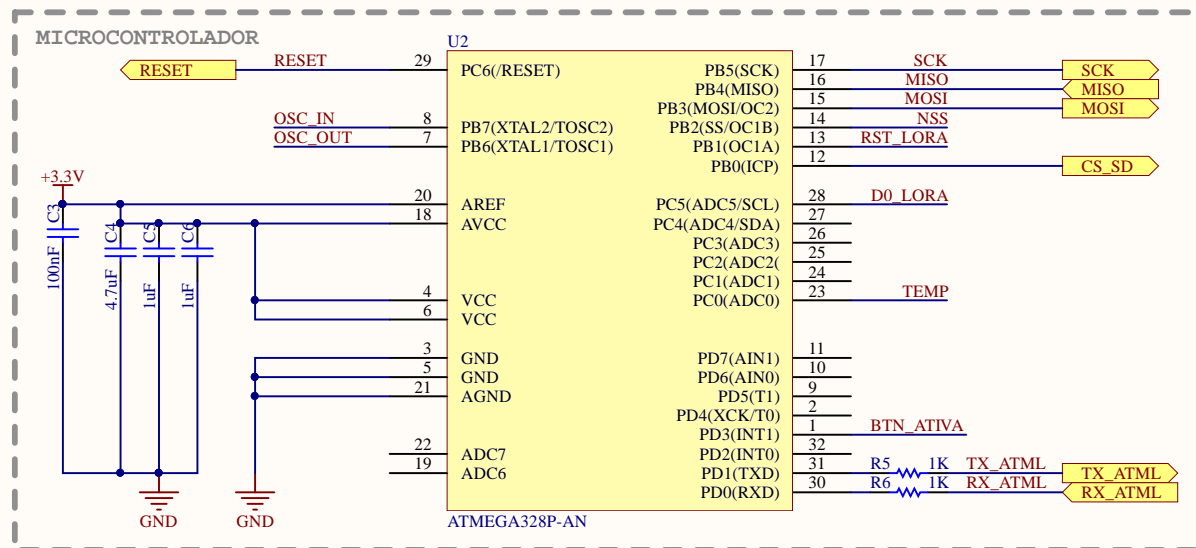 MICROCONTROLADOR
U2
RESET RESET 29 PC6(/RESET) PB5(SCK) 17 SCK SCK
PB4(MISO) 16 MISO MISO
PB3(MOSI/OC2) 15 MOSI MOSI
OSC_IN 8 PB7(XTAL2/TOSC2) PB2(SS/OC1B) 14 NSS
OSC_OUT 7 PB6(XTAL1/TOSC1) PB1(OC1A) 13 RST_LORA
PB0(ICP) 12 CS_SD
+3.3V
20 AREF PC5(ADC5/SCL) 28 D0_LORA
18 AVCC PC4(ADC4/SDA) 27
PC3(ADC3) 26
PC2(ADC2( 25
PC1(ADC1) 24
C3 100nF
C4 4.7uF
C5 1uF
C6 1uF
4 VCC PC0(ADC0) 23 TEMP
6 VCC
3 GND PD7(AIN1) 11
5 GND PD6(AIN0) 10
21 AGND PD5(T1) 9
PD4(XCK/T0) 2
PD3(INT1) 1 BTN_ATIVA
22 ADC7 PD2(INT0) 32
19 ADC6 PD1(TXD) 31 R5 1K TX_ATML TX_ATML
PD0(RXD) 30 R6 1K RX_ATML RX_ATML
GND GND
ATMEGA328P-AN